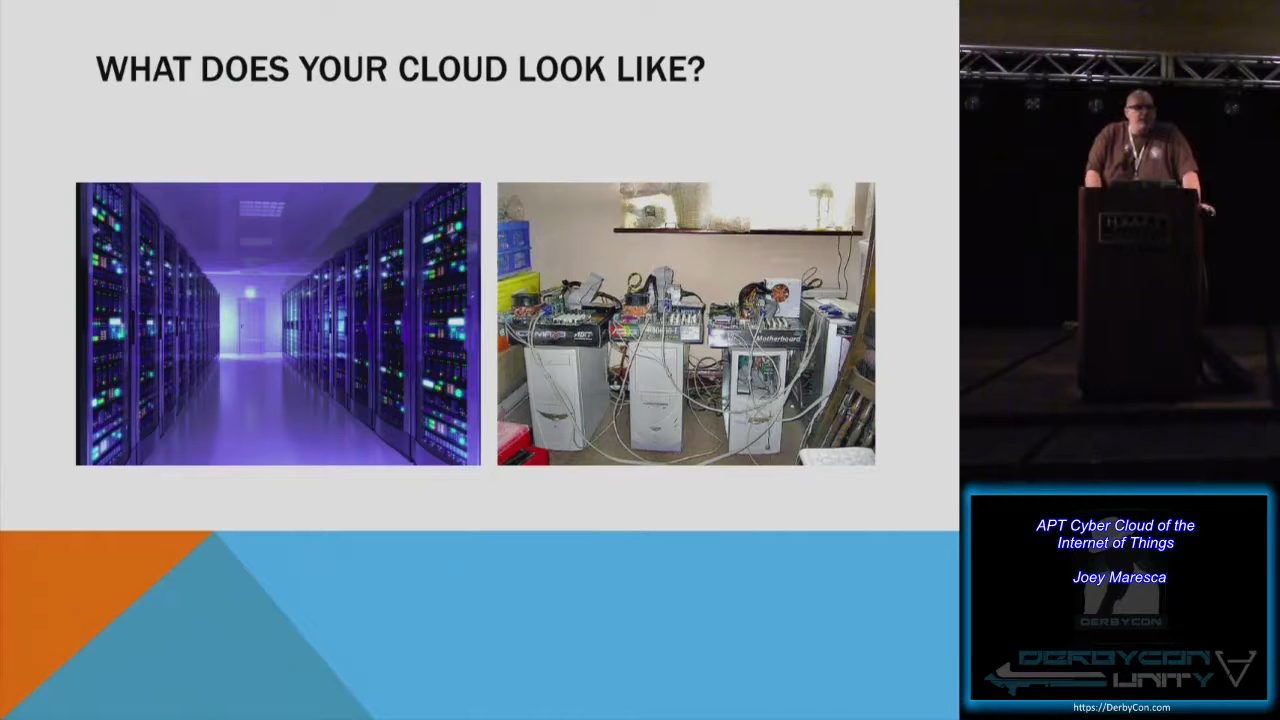 WHAT DOES YOUR CLOUD LOOK LIKE?
Motherboard
HYATT
APT Cyber Cloud of the
Internet of Things
Joey Maresca
DERBYCON
DERBYCON
UNITY
https://DerbyCon.com